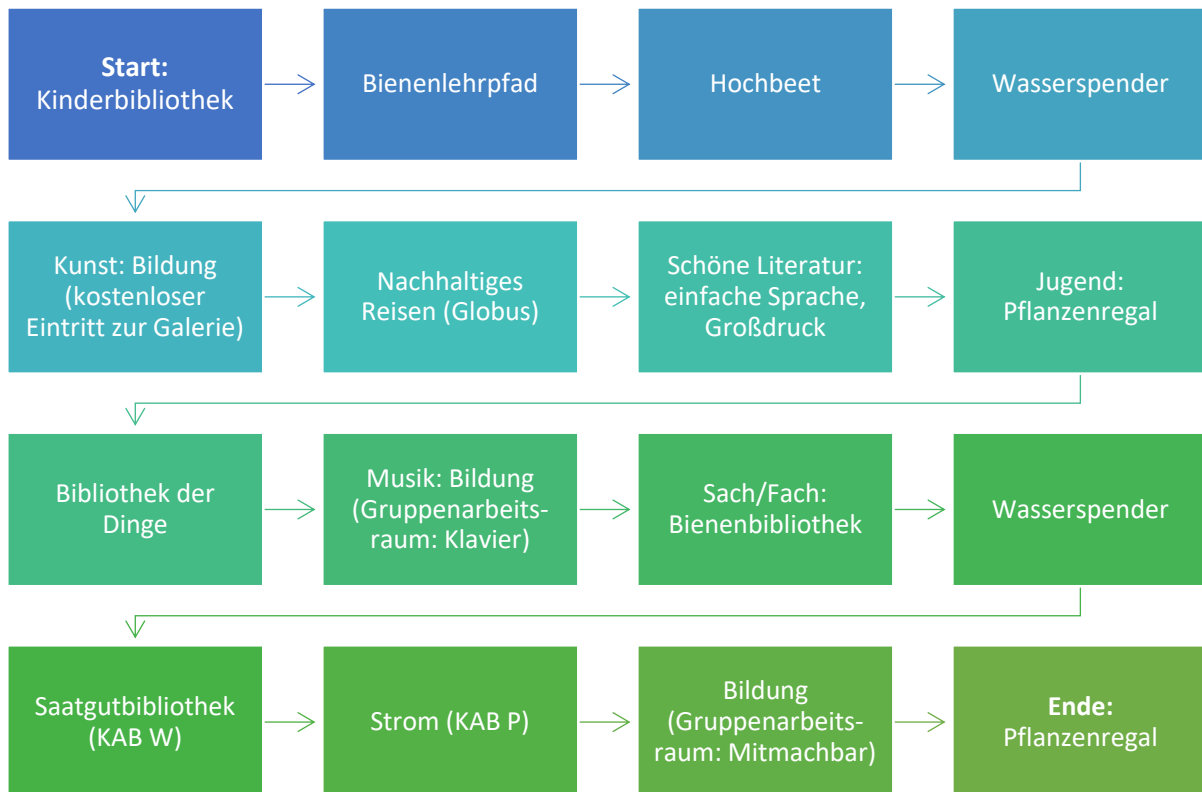 Start:
Kinderbibliothek
Bienenlehrpfad
Hochbeet
Wasserspender
Kunst: Bildung
(kostenloser
Eintritt zur Galerie)
Nachhaltiges
Reisen (Globus)
Schöne Literatur:
einfache Sprache,
Großdruck
Jugend:
Pflanzenregal
Bibliothek der
Dinge
Musik: Bildung
(Gruppenarbeits-
raum: Klavier)
Sach/Fach:
Bienenbibliothek
Wasserspender
Saatgutbibliothek
(KAB W)
Strom (KAB P)
Bildung
(Gruppenarbeits-
raum: Mitmachbar)
Ende:
Pflanzenregal